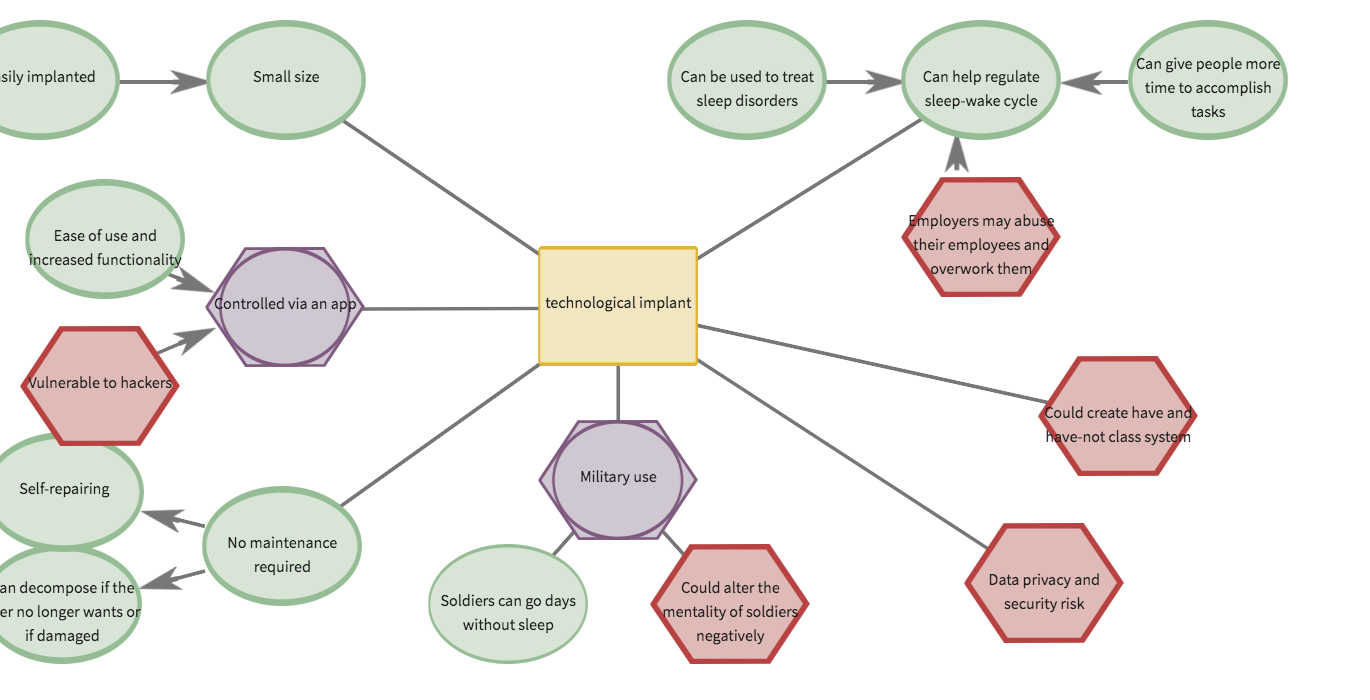 implanted
Small size
Can be used to treat
sleep disorders
Can help regulate
sleep-wake cycle
Can give people more
time to accomplish
tasks
Ease of use and
increased functionality
Controlled via an app
Vulnerable to hackers
technological implant
Employers may abuse
their employees and
overwork them
Could create have and
have-not class system
Self-repairing
decompose if the
no longer wants or
if damaged
No maintenance
required
Military use
Soldiers can go days
without sleep
Could alter the
mentality of soldiers
negatively
Data privacy and
security risk